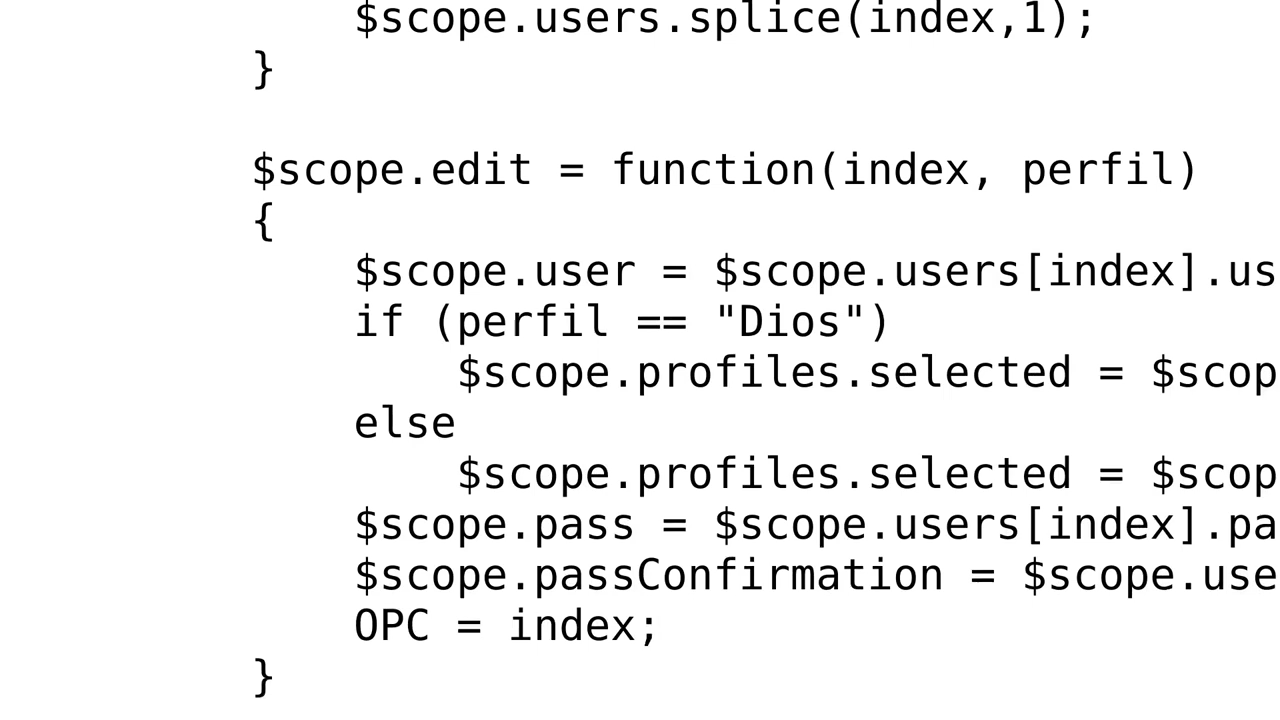 $scope.users.splice(index,1);
}
$scope.edit = function(index, perfil)
{
$scope.user = $scope.users[index].us
if (perfil == "Dios")
$scope.profiles.selected = $scop
else
$scope.profiles.selected = $scop
$scope.pass = $scope.users[index].pa
$scope.passConfirmation = $scope.use
OPC = index;
}